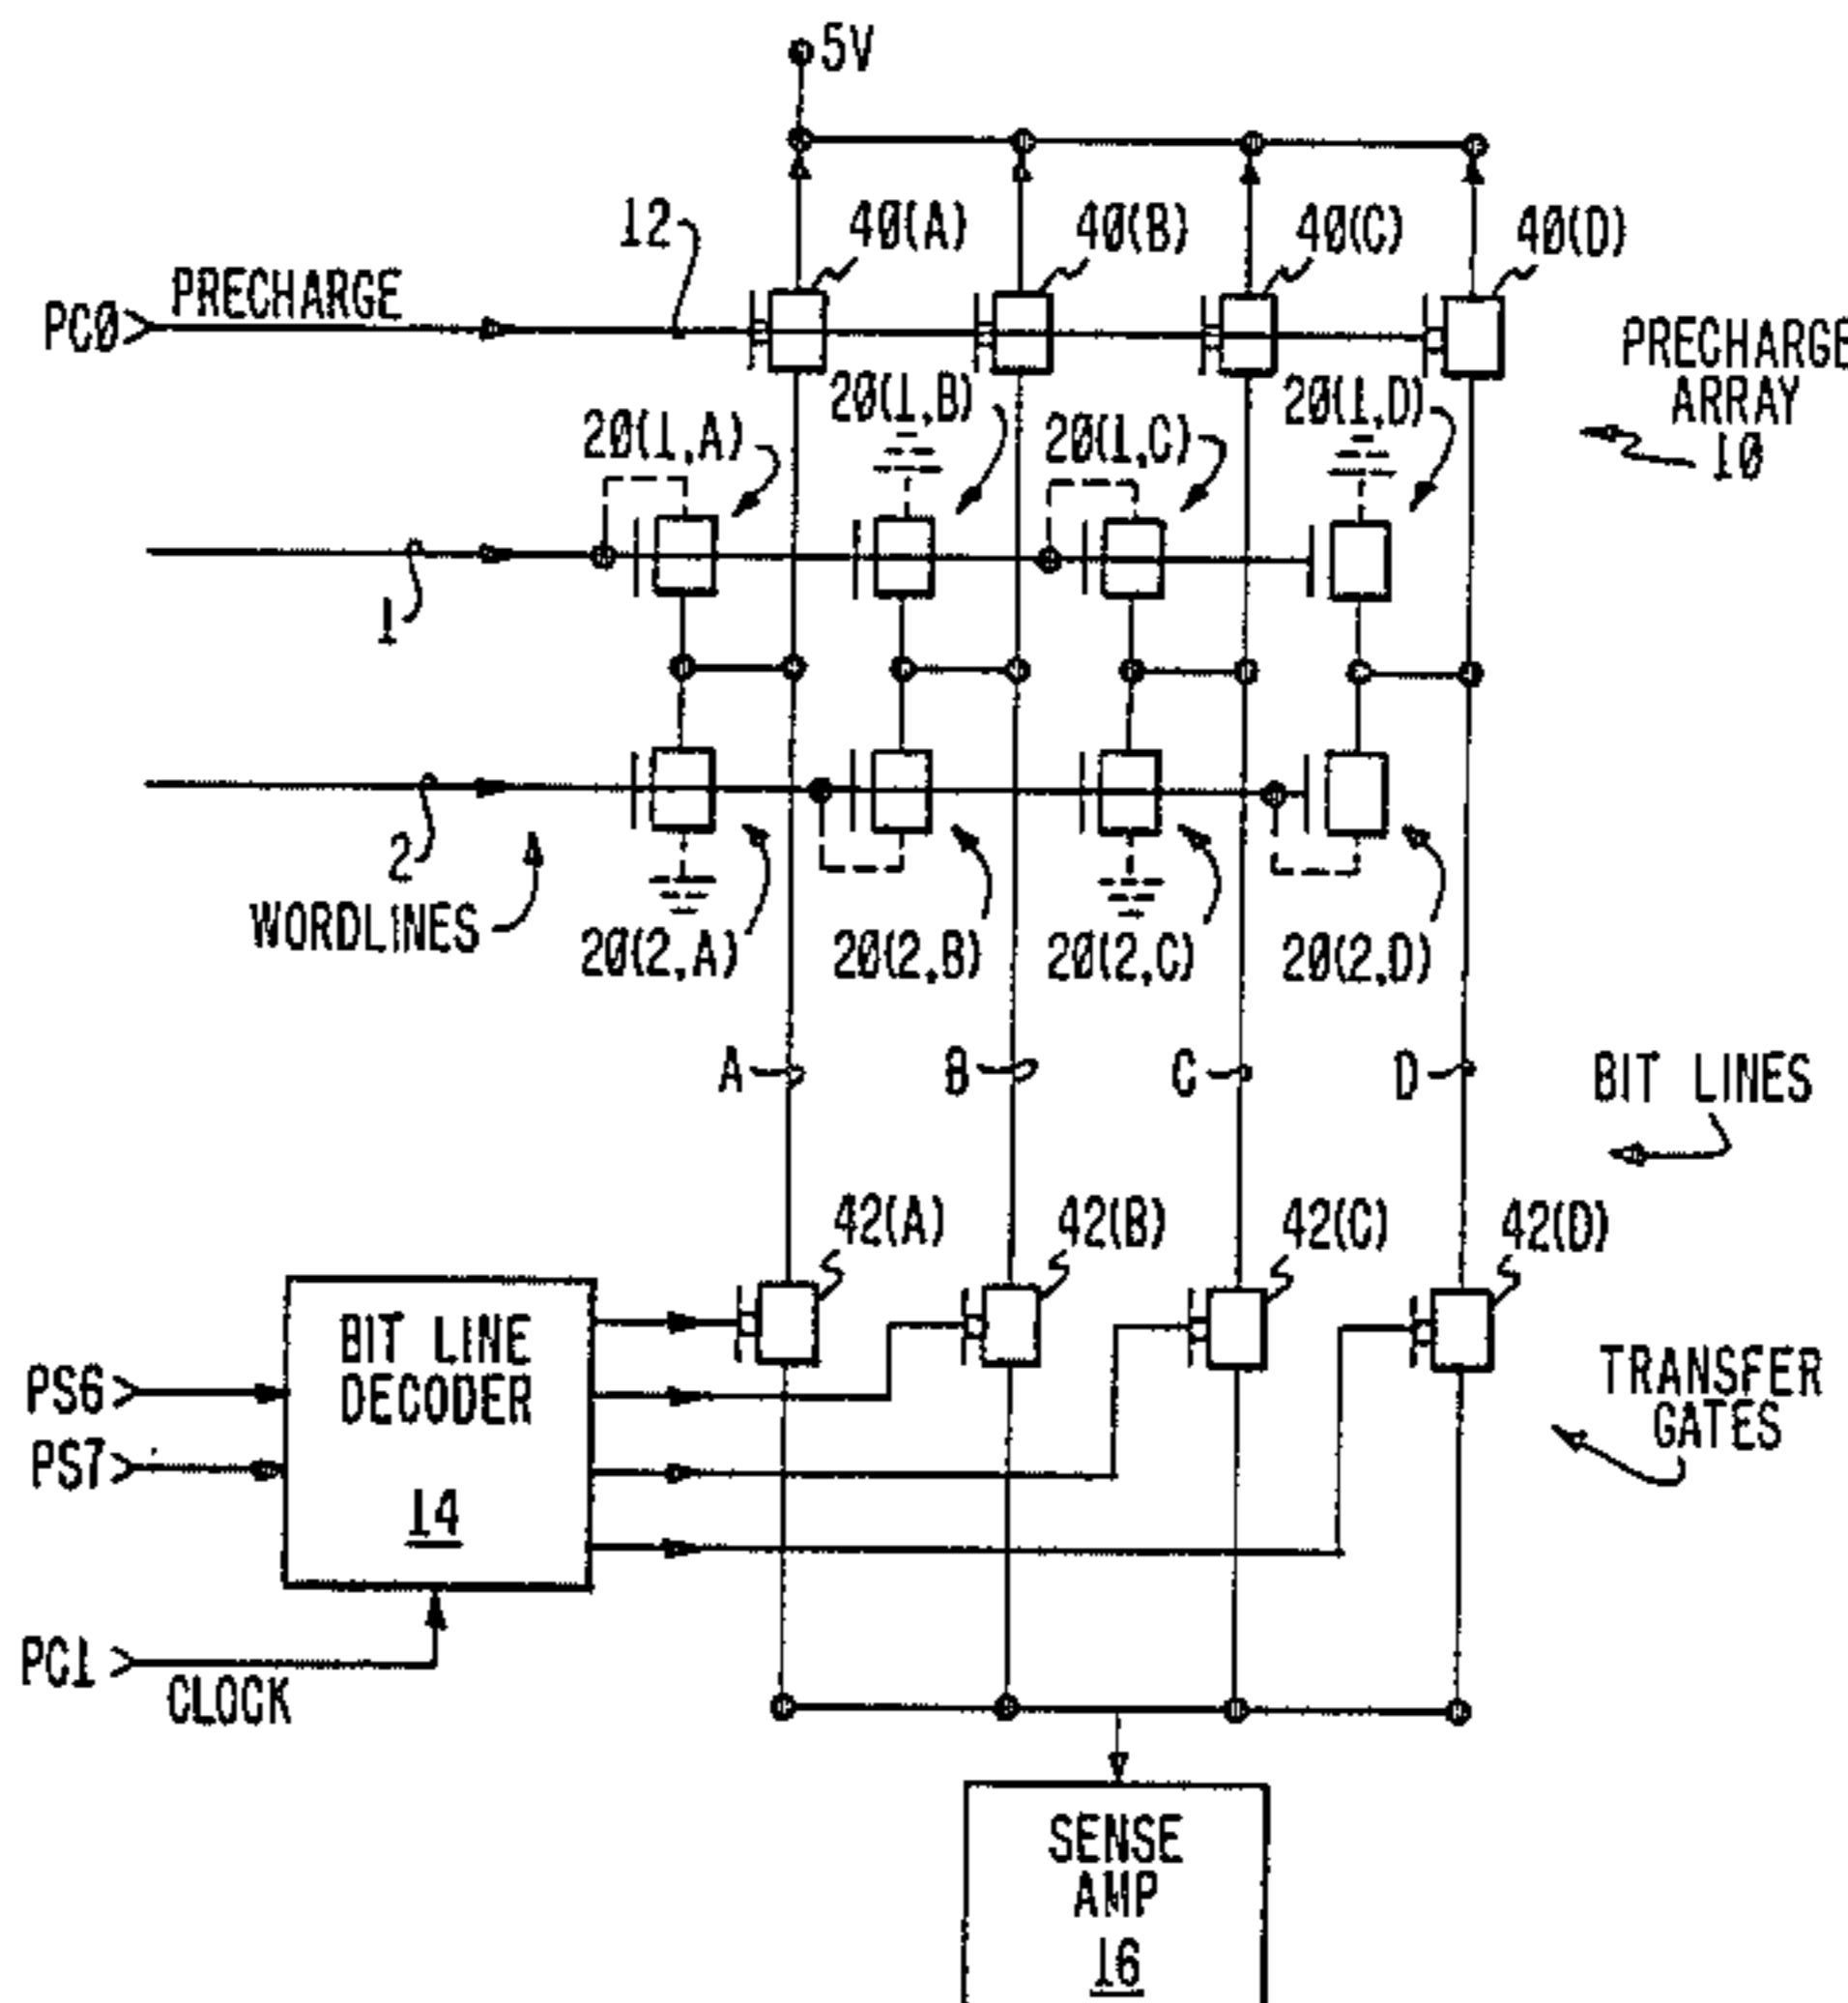 5V
12
40(A)
40(B)
40(C)
40(D)
PC0
PRECHARGE
PRECHARGE
ARRAY
10
20(1,A)
20(1,B)
20(1,C)
20(1,D)
1
2
WORDLINES
20(2,A)
20(2,B)
20(2,C)
20(2,D)
A
B
C
D
BIT LINES
42(A)
42(B)
42(C)
42(D)
BIT LINE
DECODER
14
PS6
PS7
TRANSFER
GATES
PC1
CLOCK
SENSE
AMP
16